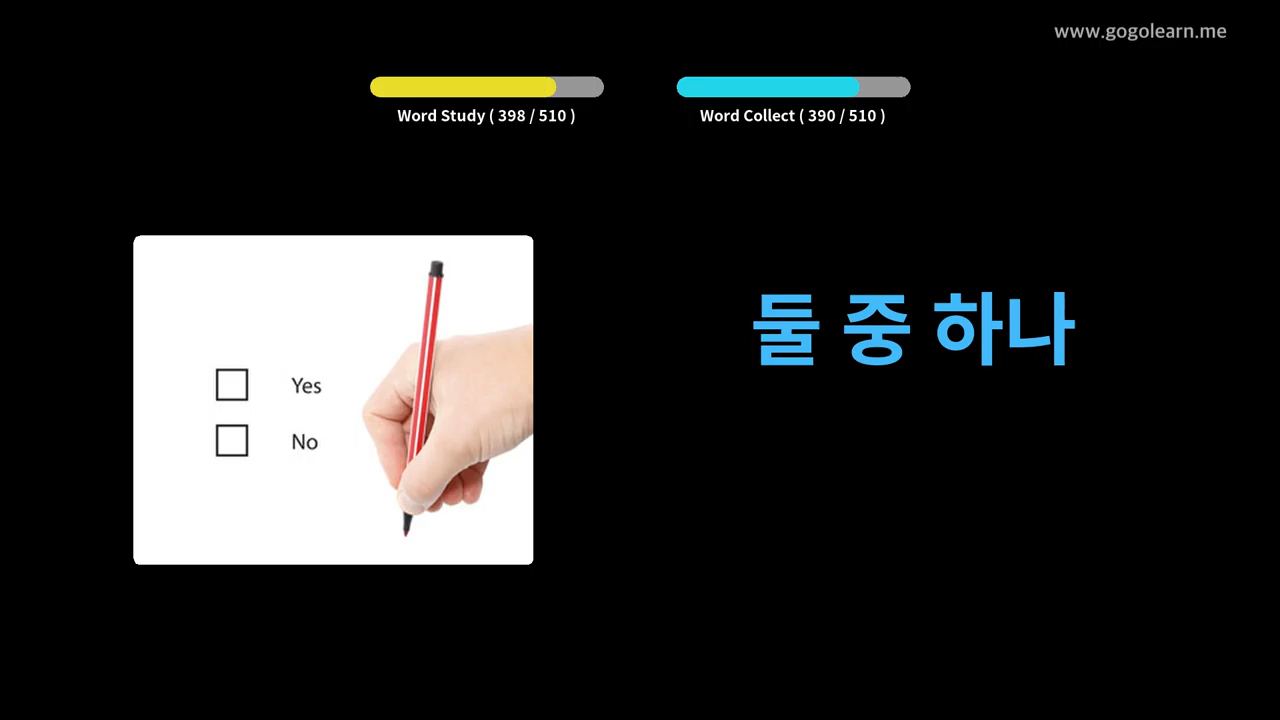 www.gogolearn.me
Word Study ( 398 / 510 )
Word Collect ( 390 / 510 )
둘 중 하나
Yes
No